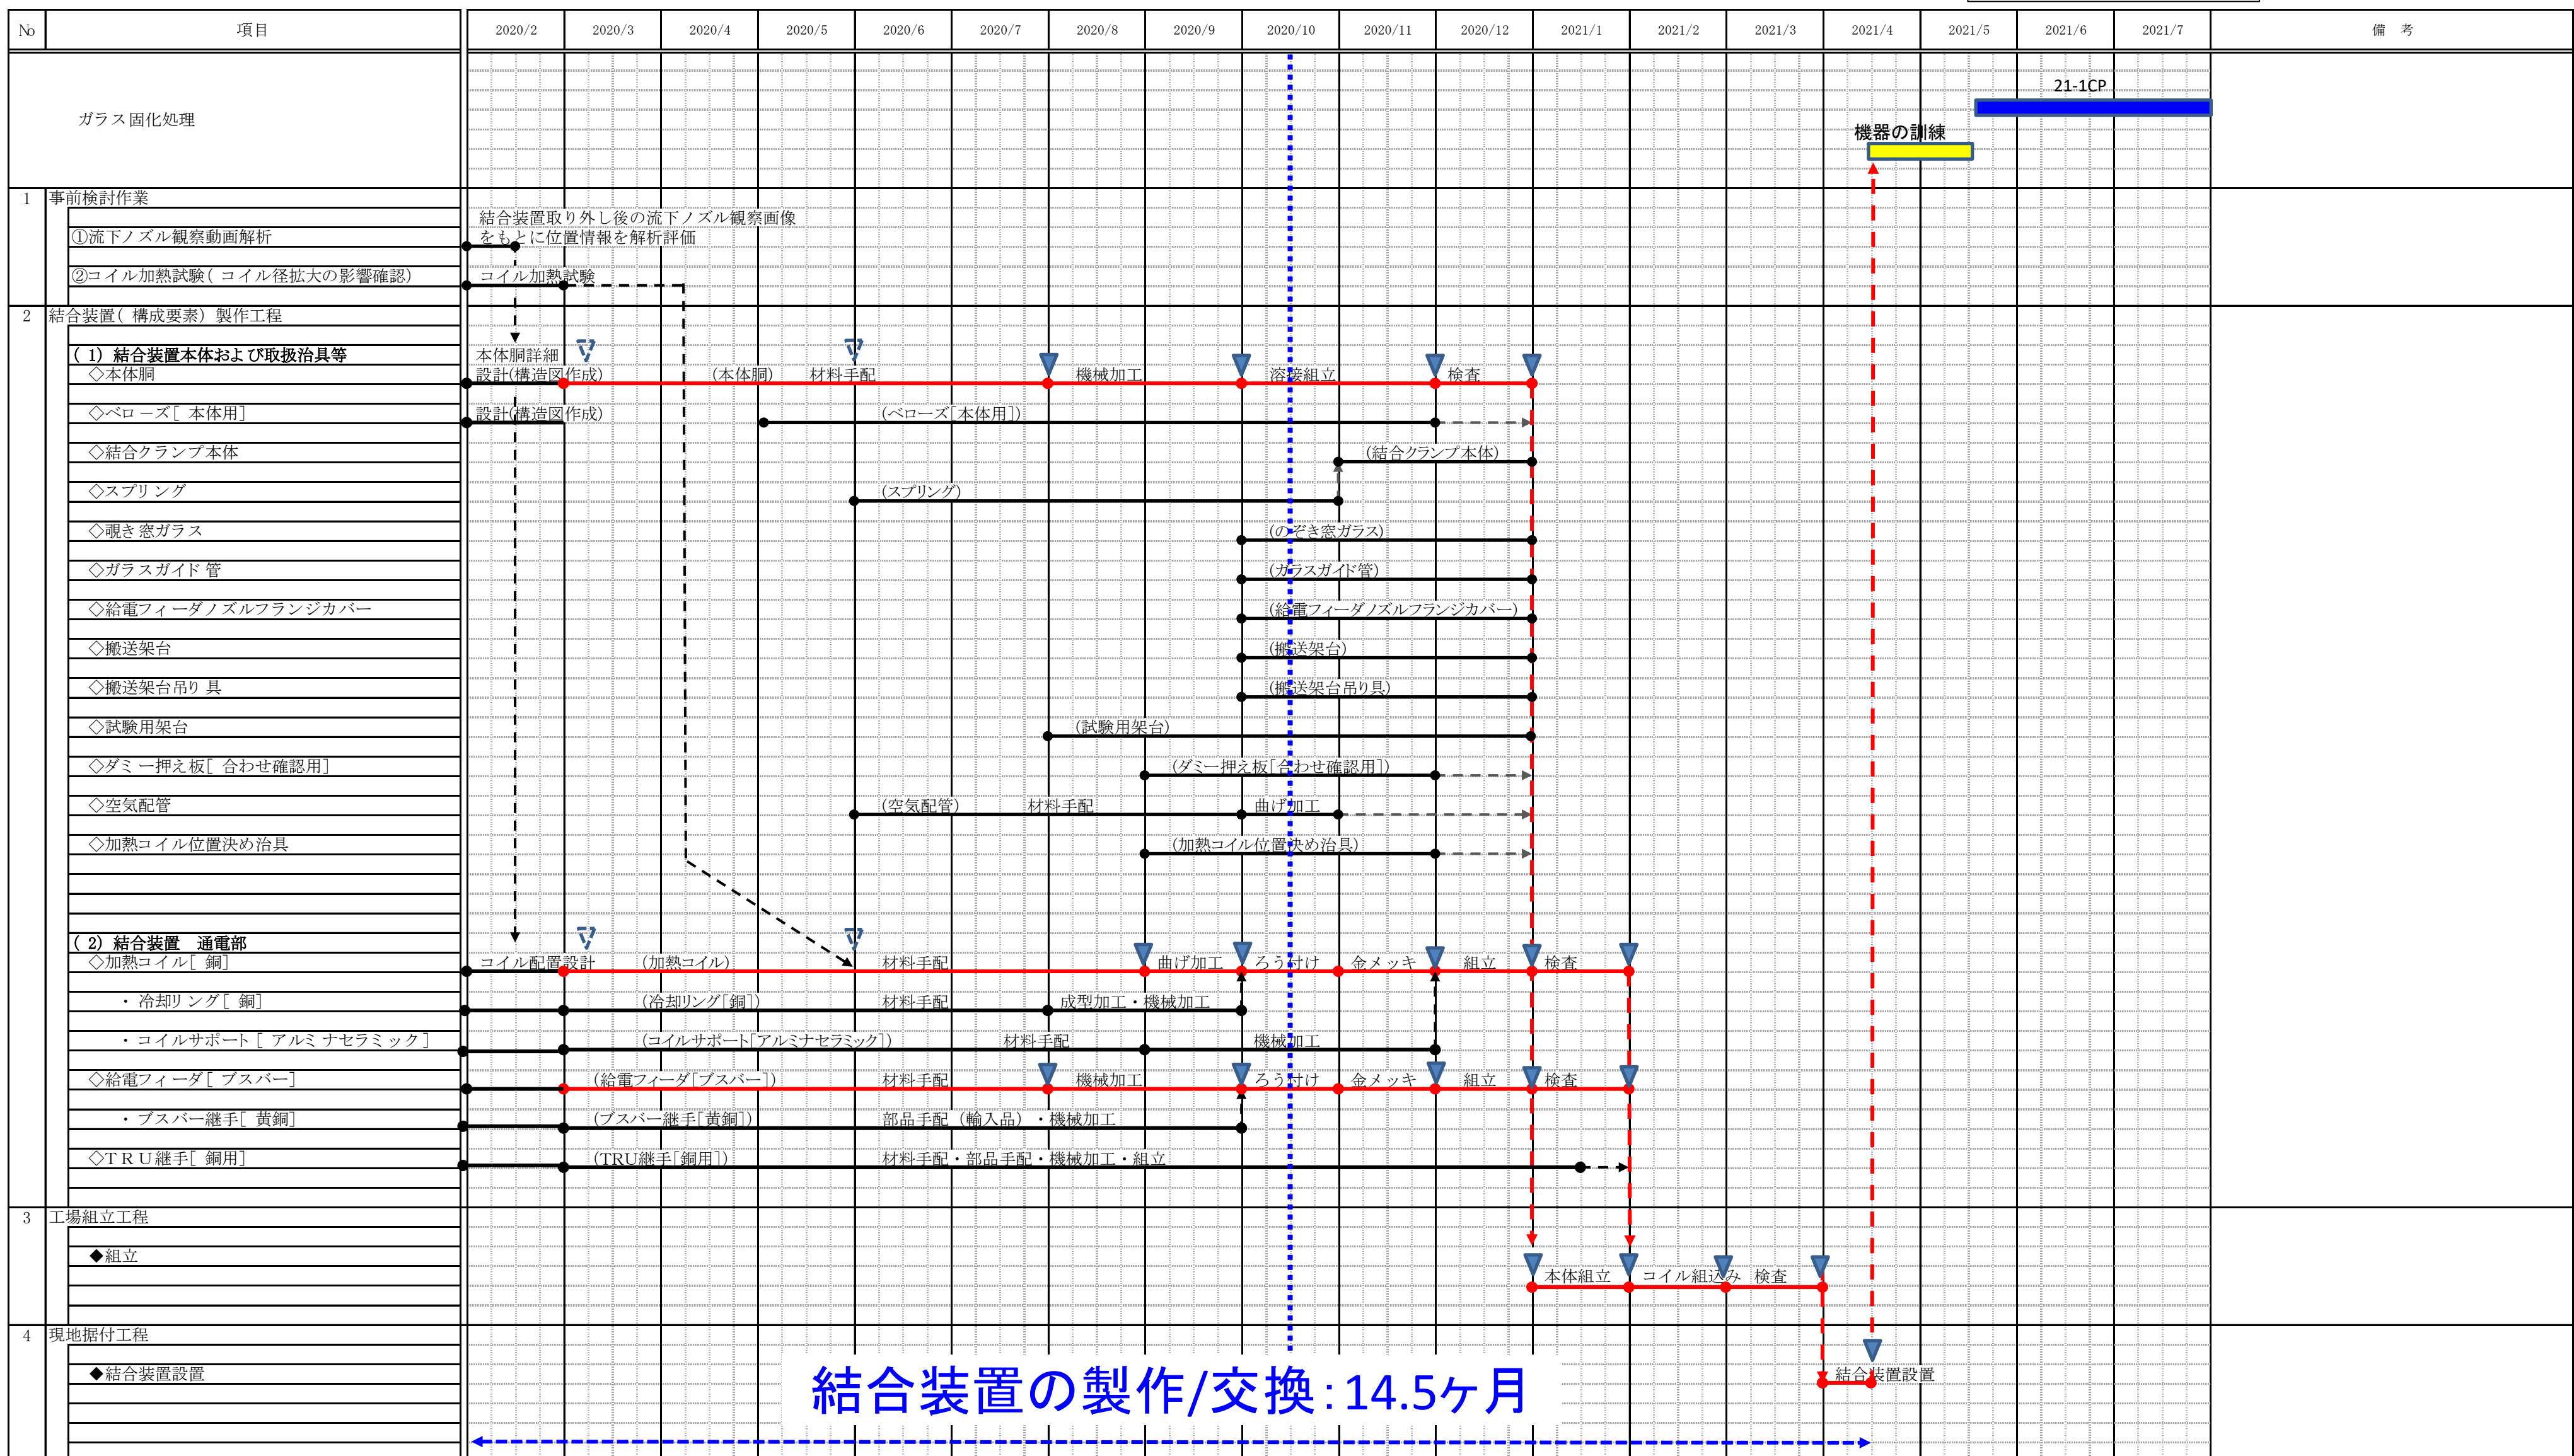 No 項目 2020/2 2020/3 2020/4 2020/5 2020/6 2020/7 2020/8 2020/9 2020/10 2020/11 2020/12 2021/1 2021/2 2021/3 2021/4 2021/5 2021/6 2021/7 備 考
21-1CP
ガラス固化処理
機器の訓練
1 事前検討作業
結合装置取り外し後の流下ノズル観察画像
①流下ノズル観察動画解析 をもとに位置情報を解析評価
②コイル加熱試験(コイル径拡大の影響確認) コイル加熱試験
2 結合装置(構成要素)製作工程
(1)結合装置本体および取扱治具等 本体胴詳細
◇本体胴 設計(構造図作成) (本体胴) 材料手配 機械加工 溶接組立 検査
◇ベローズ[本体用] 設計(構造図作成) (ベローズ[本体用])
◇結合クランプ本体 (結合クランプ本体)
◇スプリング (スプリング)
◇覗き窓ガラス (のぞき窓ガラス)
◇ガラスガイド管 (ガラスガイド管)
◇給電フィーダノズルフランジカバー (給電フィーダノズルフランジカバー)
◇搬送架台 (搬送架台)
◇搬送架台吊り具 (搬送架台吊り具)
◇試験用架台 (試験用架台)
◇ダミー押え板[合わせ確認用] (ダミー押え板[合わせ確認用])
◇空気配管 (空気配管) 材料手配 曲げ加工
◇加熱コイル位置決め治具 (加熱コイル位置決め治具)
(2)結合装置 通電部
◇加熱コイル[銅] コイル配置設計 (加熱コイル) 材料手配 曲げ加工 ろう付け 金メッキ 組立 検査
・冷却リング[銅] (冷却リング[銅]) 材料手配 成型加工・機械加工
・コイルサポート[アルミナセラミック] (コイルサポート[アルミナセラミック]) 材料手配 機械加工
◇給電フィーダ[ブスバー] (給電フィーダ[ブスバー]) 材料手配 機械加工 ろう付け 金メッキ 組立 検査
・ブスバー継手[黄銅] (ブスバー継手[黄銅]) 部品手配(輸入品)・機械加工
◇TRU継手[銅用] (TRU継手[銅用]) 材料手配・部品手配・機械加工・組立
3 工場組立工程
◆組立 本体組立 コイル組込み 検査
4 現地据付工程
◆結合装置設置 結合装置設置
結合装置の製作/交換:14.5ヶ月